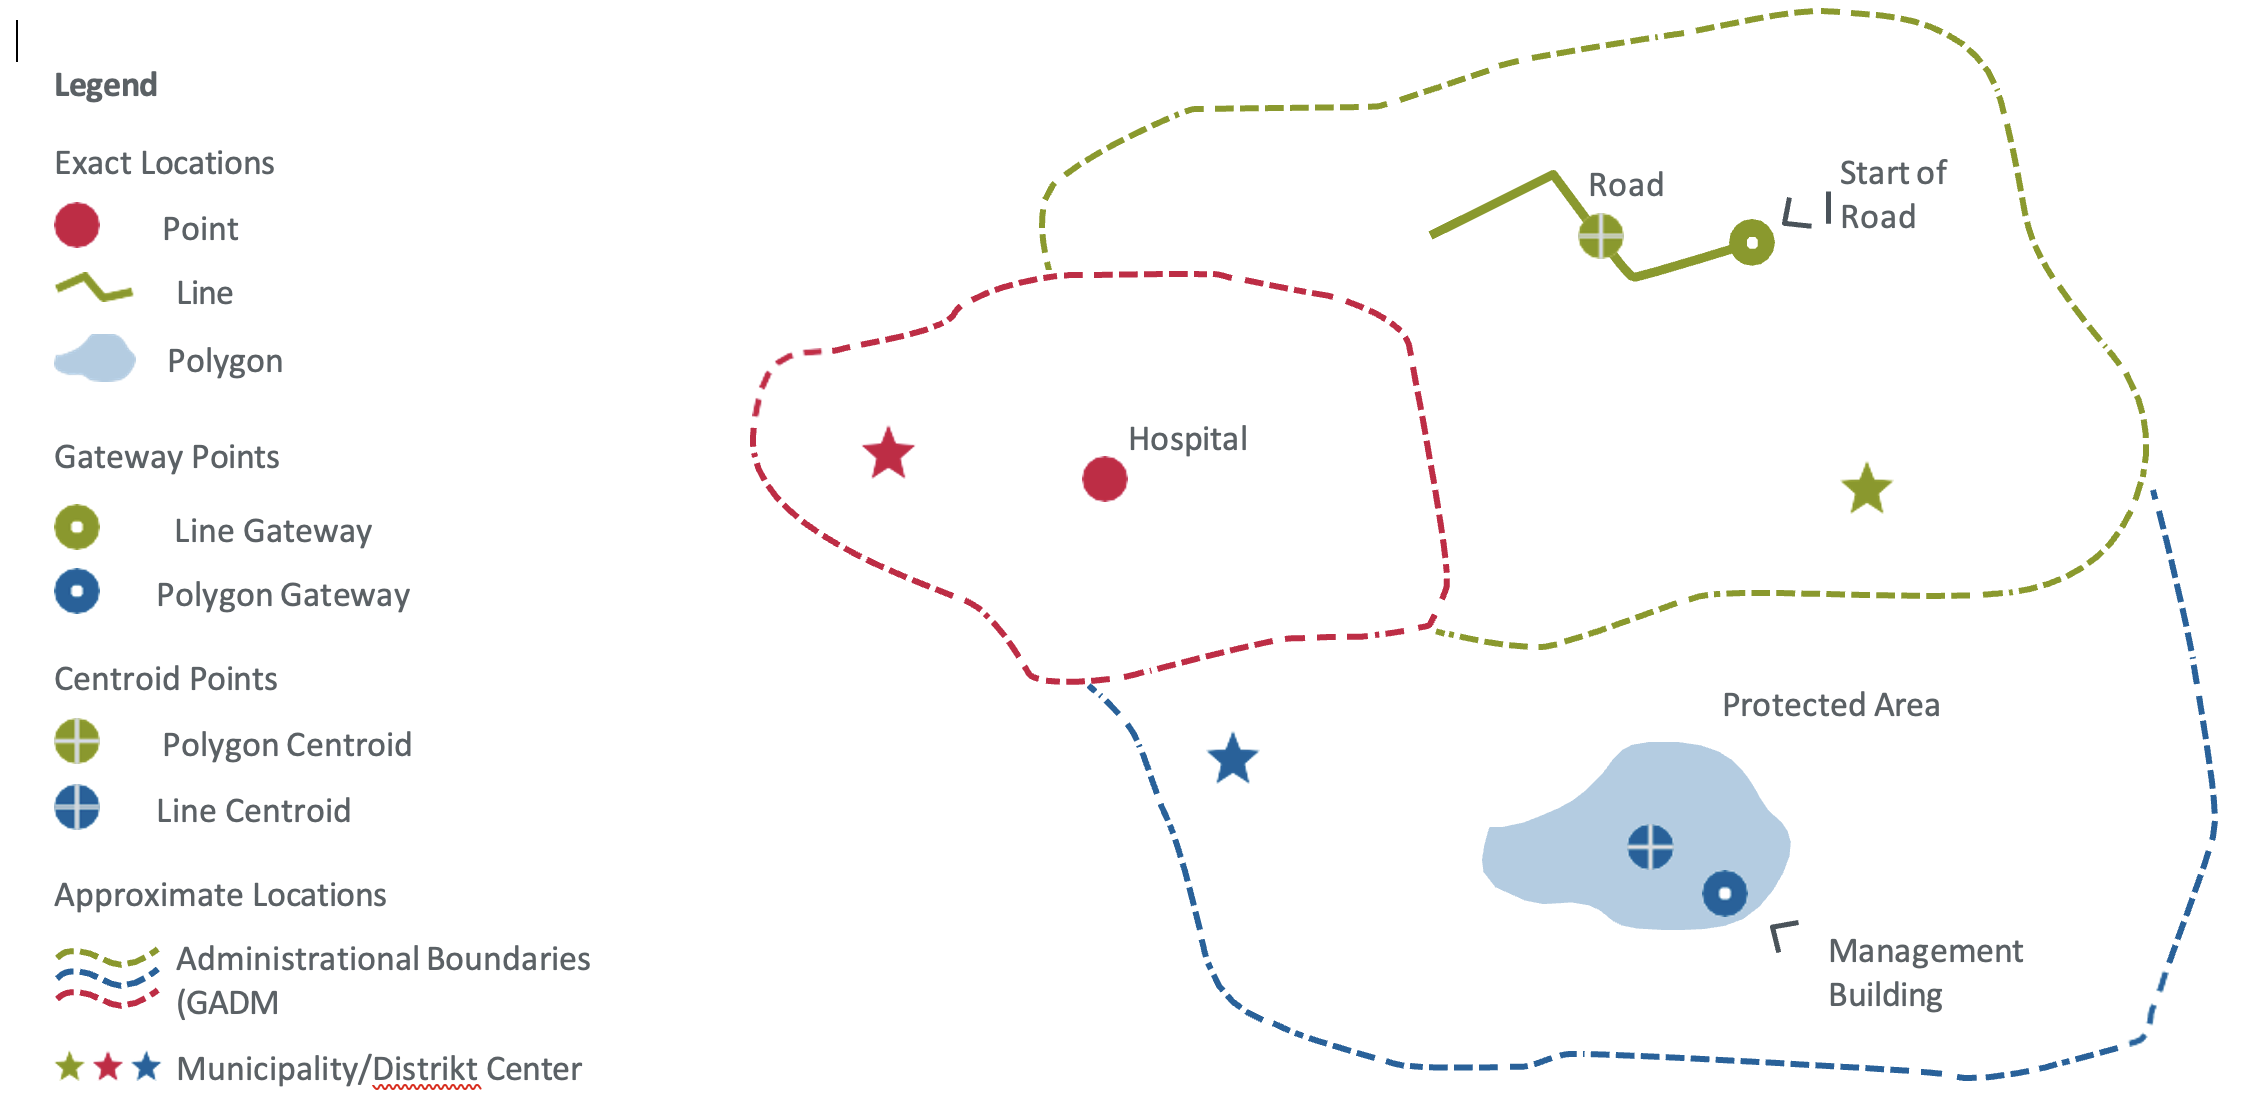 Legend
Exact Locations
Point
Line
Polygon
Gateway Points
Line Gateway
Polygon Gateway
Centroid Points
Polygon Centroid
Line Centroid
Approximate Locations
Administrational Boundaries
(GADM
Municipality/Distrikt Center
Road
Start of
Road
Hospital
Protected Area
Management
Building